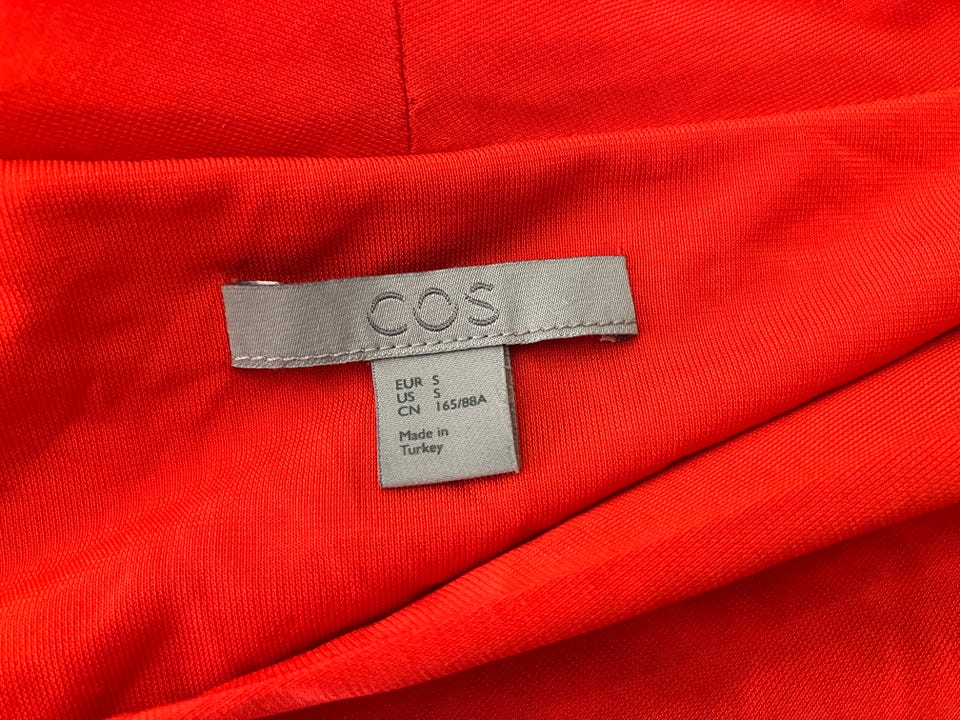 COS
EUR S
US S
CN 165/88A
Made in
Turkey